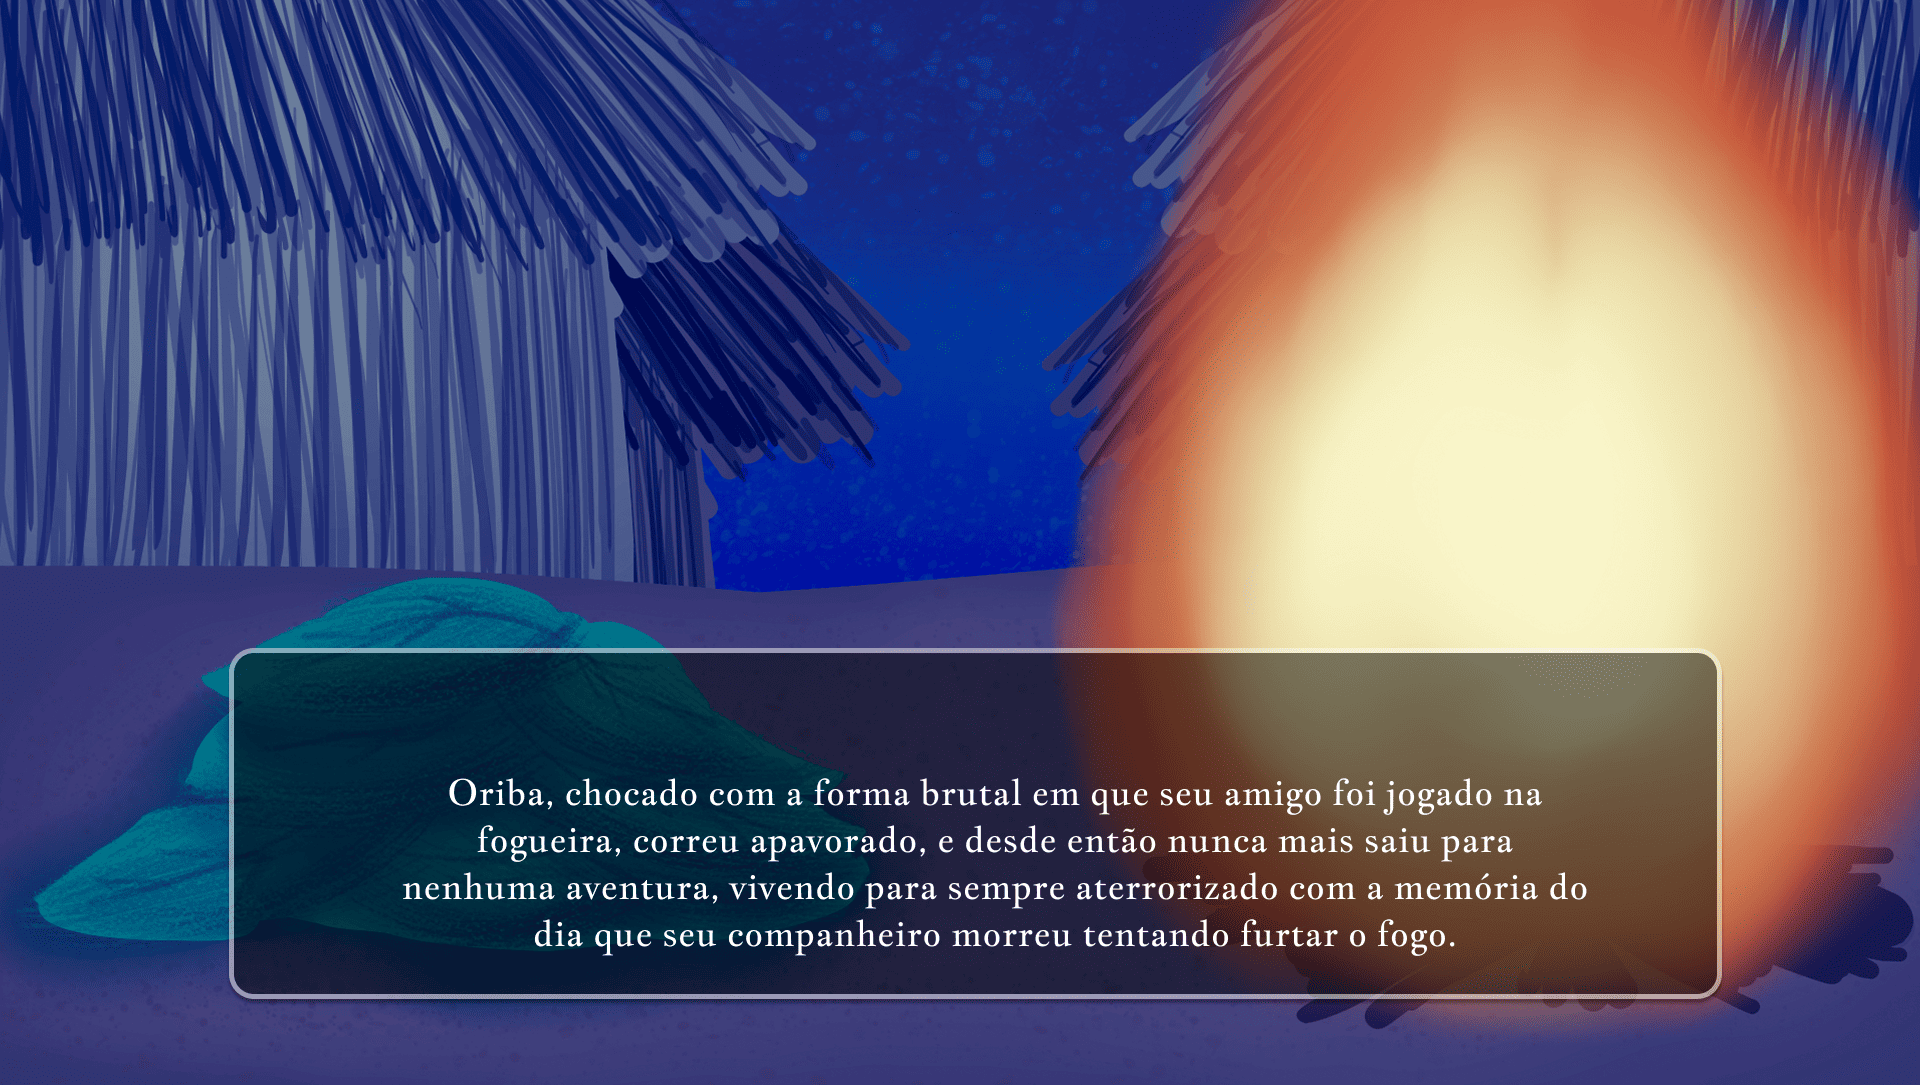 Oriba, chocado com a forma brutal em que seu amigo foi jogado na
fogueira, correu apavorado, e desde então nunca mais saiu para
nenhuma aventura, vivendo para sempre aterrorizado com a memória do
dia que seu companheiro morreu tentando furtar o fogo.